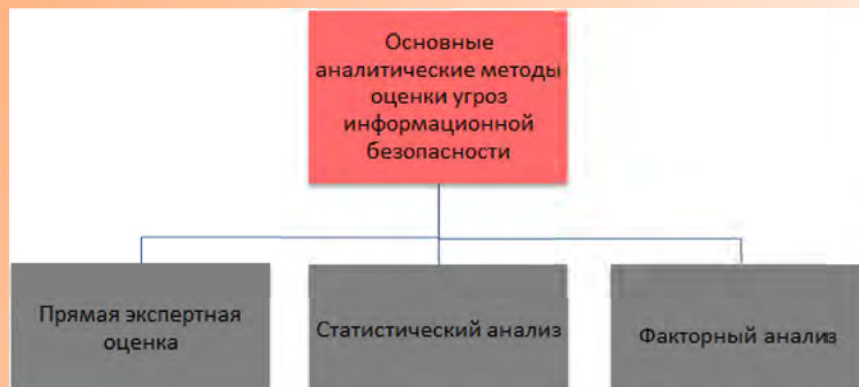 Основные
аналитические методы
оценки угроз
информационной
безопасности
Прямая экспертная
оценка
Статистический анализ
Факторный анализ